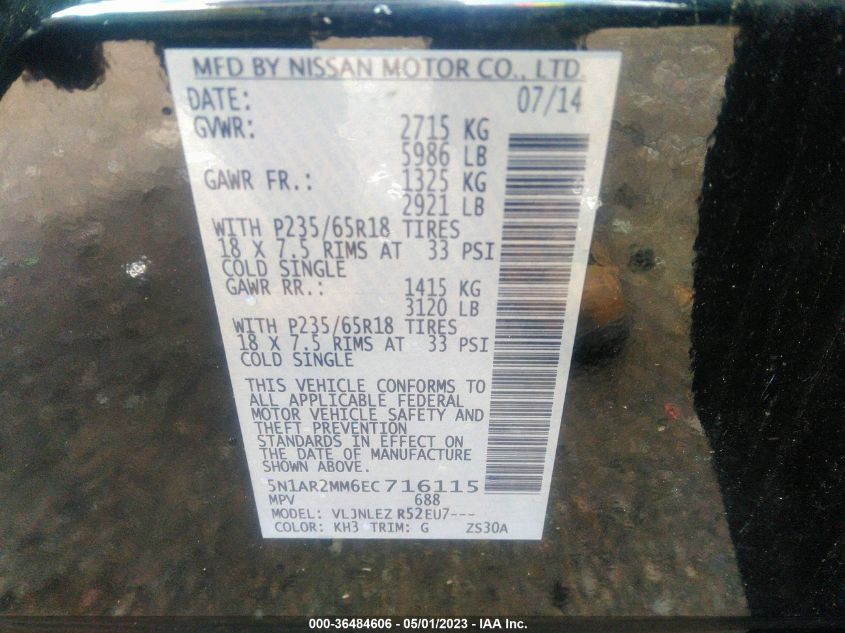 MFD BY NISSAN MOTOR CO., LTD.
DATE: 07/14
GVWR: 2715 KG
5986 LB
GAWR FR.: 1325 KG
2921 LB
WITH P235/65R18 TIRES
18 X 7.5 RIMS AT 33 PSI
COLD SINGLE
GAWR RR.: 1415 KG
3120 LB
WITH P235/65R18 TIRES
18 X 7.5 RIMS AT 33 PSI
COLD SINGLE
THIS VEHICLE CONFORMS TO
ALL APPLICABLE FEDERAL
MOTOR VEHICLE SAFETY AND
THEFT PREVENTION
STANDARDS IN EFFECT ON
THE DATE OF MANUFACTURE
SHOWN ABOVE.
5N1AR2MM6EC716115
MPV 688
MODEL: VLJNLEZ R52EU7---
COLOR: KH3 TRIM: G ZS30A
000-36484606 - 05/01/2023 - IAA Inc.